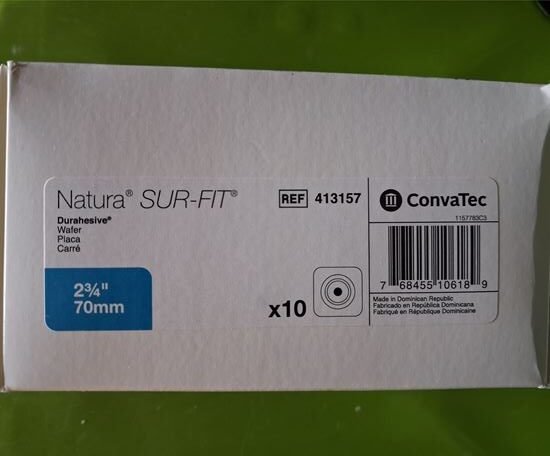 Natura® SUR-FIT®
Durahesive®
Wafer
Placa
Carré
2¾"
70mm
REF 413157
x10
ConvaTec
1157783C3
7 68455 10618 9
Made in Dominican Republic
Fabricado en República Dominicana
Fabriqué en République Dominicaine